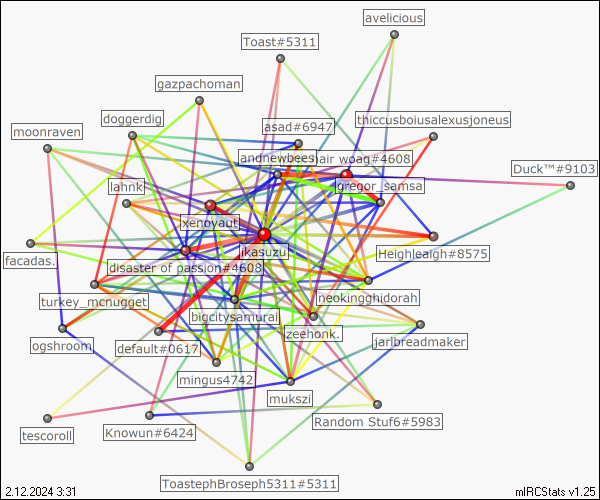 avelicious
Toast#5311
gazpachoman
thiccusboiusalexusjoneus
doggerdig
asad#6947
moonraven
andnewbees
hair woag#4608
Duck™#9103
lahnk
gregor_samsa
xenoyaut
jikasuzu
Heighleaigh#8575
facadas.
disaster of passion#4608
turkey_mcnugget
neokingghidorah
bigcitysamurai
zeehonk.
ogshroom
default#0617
jarlbreadmaker
mingus4742
mukszi
tescoroll
Knowun#6424
Random Stuf6#5983
ToastephBroseph5311#5311
2.12.2024 3:31
mIRCStats v1.25